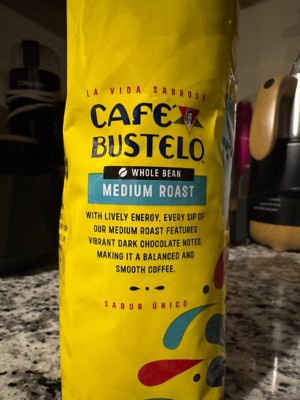 LA VIDA SABROSA
CAFÉ
BUSTELO
WHOLE BEAN
MEDIUM ROAST
WITH LIVELY ENERGY, EVERY SIP OF
OUR MEDIUM ROAST FEATURES
VIBRANT DARK CHOCOLATE NOTES,
MAKING IT A BALANCED AND
SMOOTH COFFEE.
SABOR ÚNICO